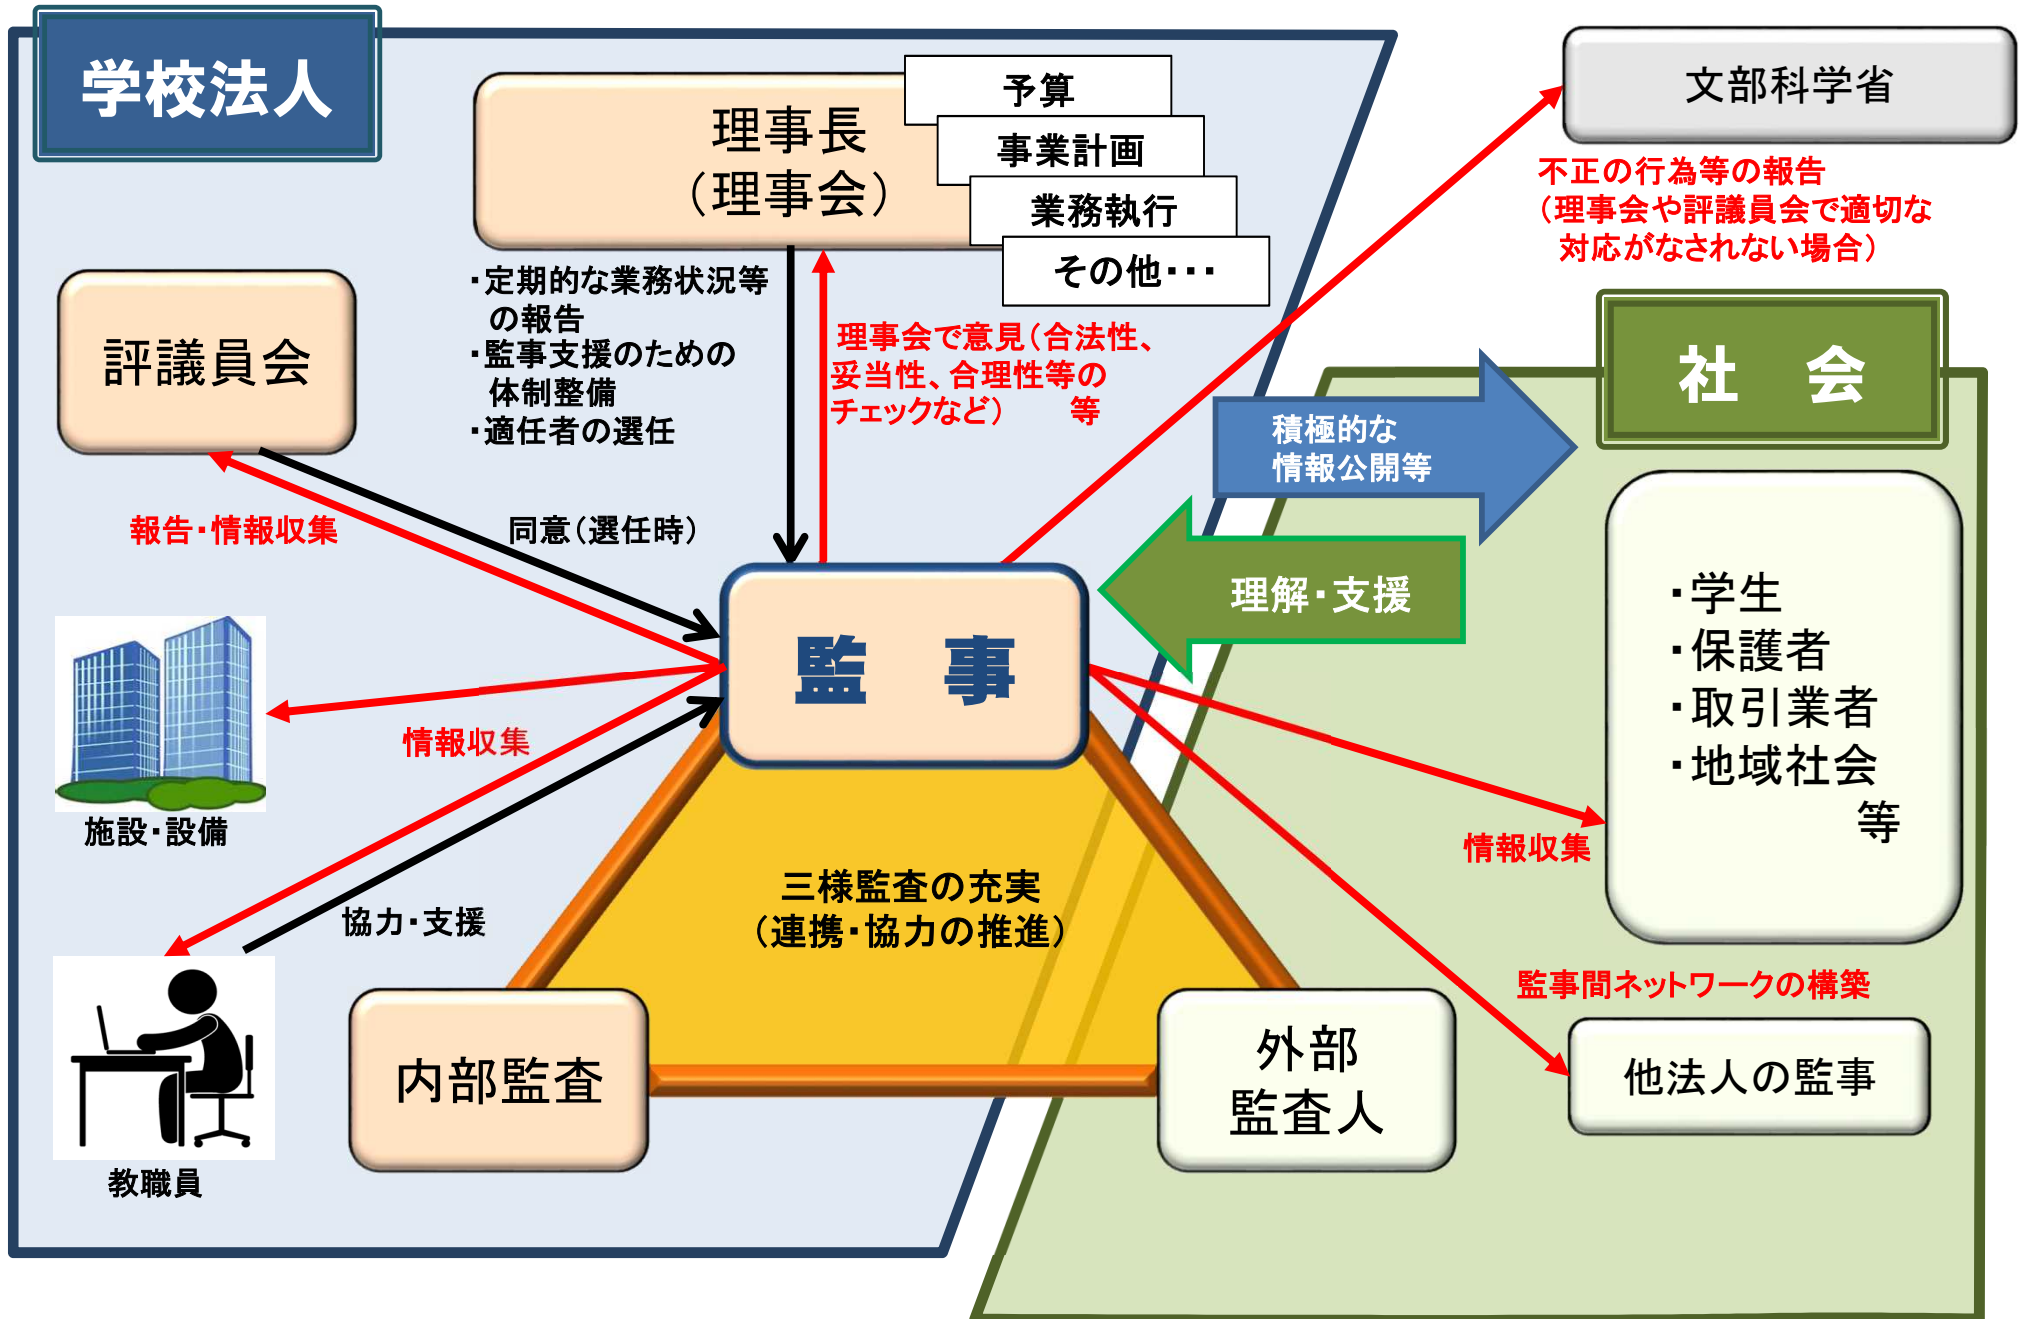 学校法人
理事長
（理事会）
予算
事業計画
業務執行
その他・・・
文部科学省
不正の行為等の報告
（理事会や評議員会で適切な
対応がなされない場合）
評議員会
・定期的な業務状況等
の報告
・監事支援のための
体制整備
・適任者の選任
理事会で意見（合法性、
妥当性、合理性等の
チェックなど）　　等
社　会
積極的な
情報公開等
報告・情報収集
同意（選任時）
理解・支援
・学生
・保護者
・取引業者
・地域社会
等
監　事
情報収集
施設・設備
情報収集
三様監査の充実
（連携・協力の推進）
協力・支援
監事間ネットワークの構築
内部監査
外部
監査人
他法人の監事
教職員